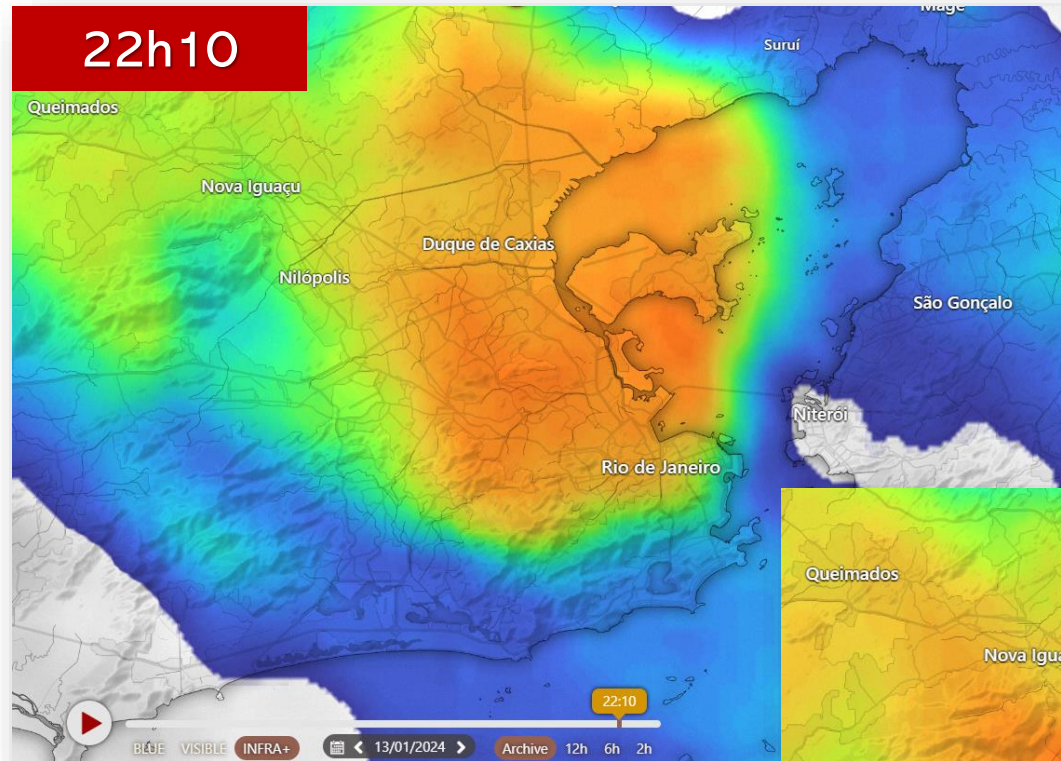 22h10
Magé
Suruí
Queimados
Nova Iguaçu
Duque de Caxias
Nilópolis
São Gonçalo
Niterói
Rio de Janeiro
Queimados
Nova Igua
22:10
BLUE VISIBLE INFRA+ 13/01/2024 Archive 12h 6h 2h